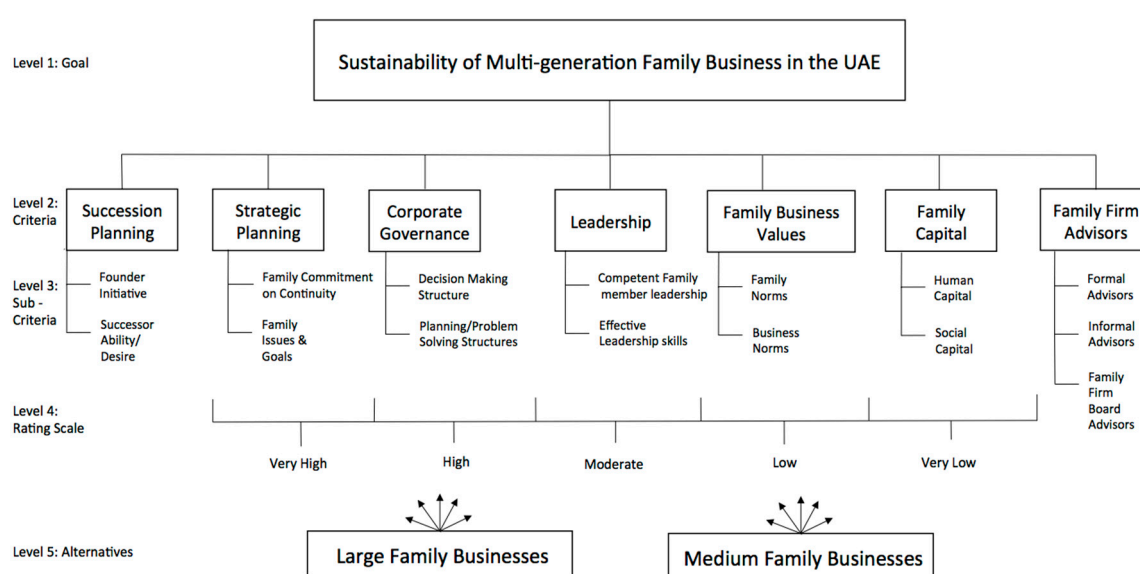 Level 1: Goal
Sustainability of Multi-generation Family Business in the UAE
Level 2:
Criteria
Succession
Planning
Strategic
Planning
Corporate
Governance
Leadership
Family Business
Values
Family
Capital
Family Firm
Advisors
Level 3:
Sub -
Criteria
Founder
Initiative
Successor
Ability/
Desire
Family Commitment
on Continuity
Family
Issues &
Goals
Decision Making
Structure
Planning/Problem
Solving Structures
Competent Family
member leadership
Effective
Leadership skills
Family
Norms
Business
Norms
Human
Capital
Social
Capital
Formal
Advisors
Informal
Advisors
Family
Firm
Board
Advisors
Level 4:
Rating Scale
Very High
High
Moderate
Low
Very Low
Level 5: Alternatives
Large Family Businesses
Medium Family Businesses